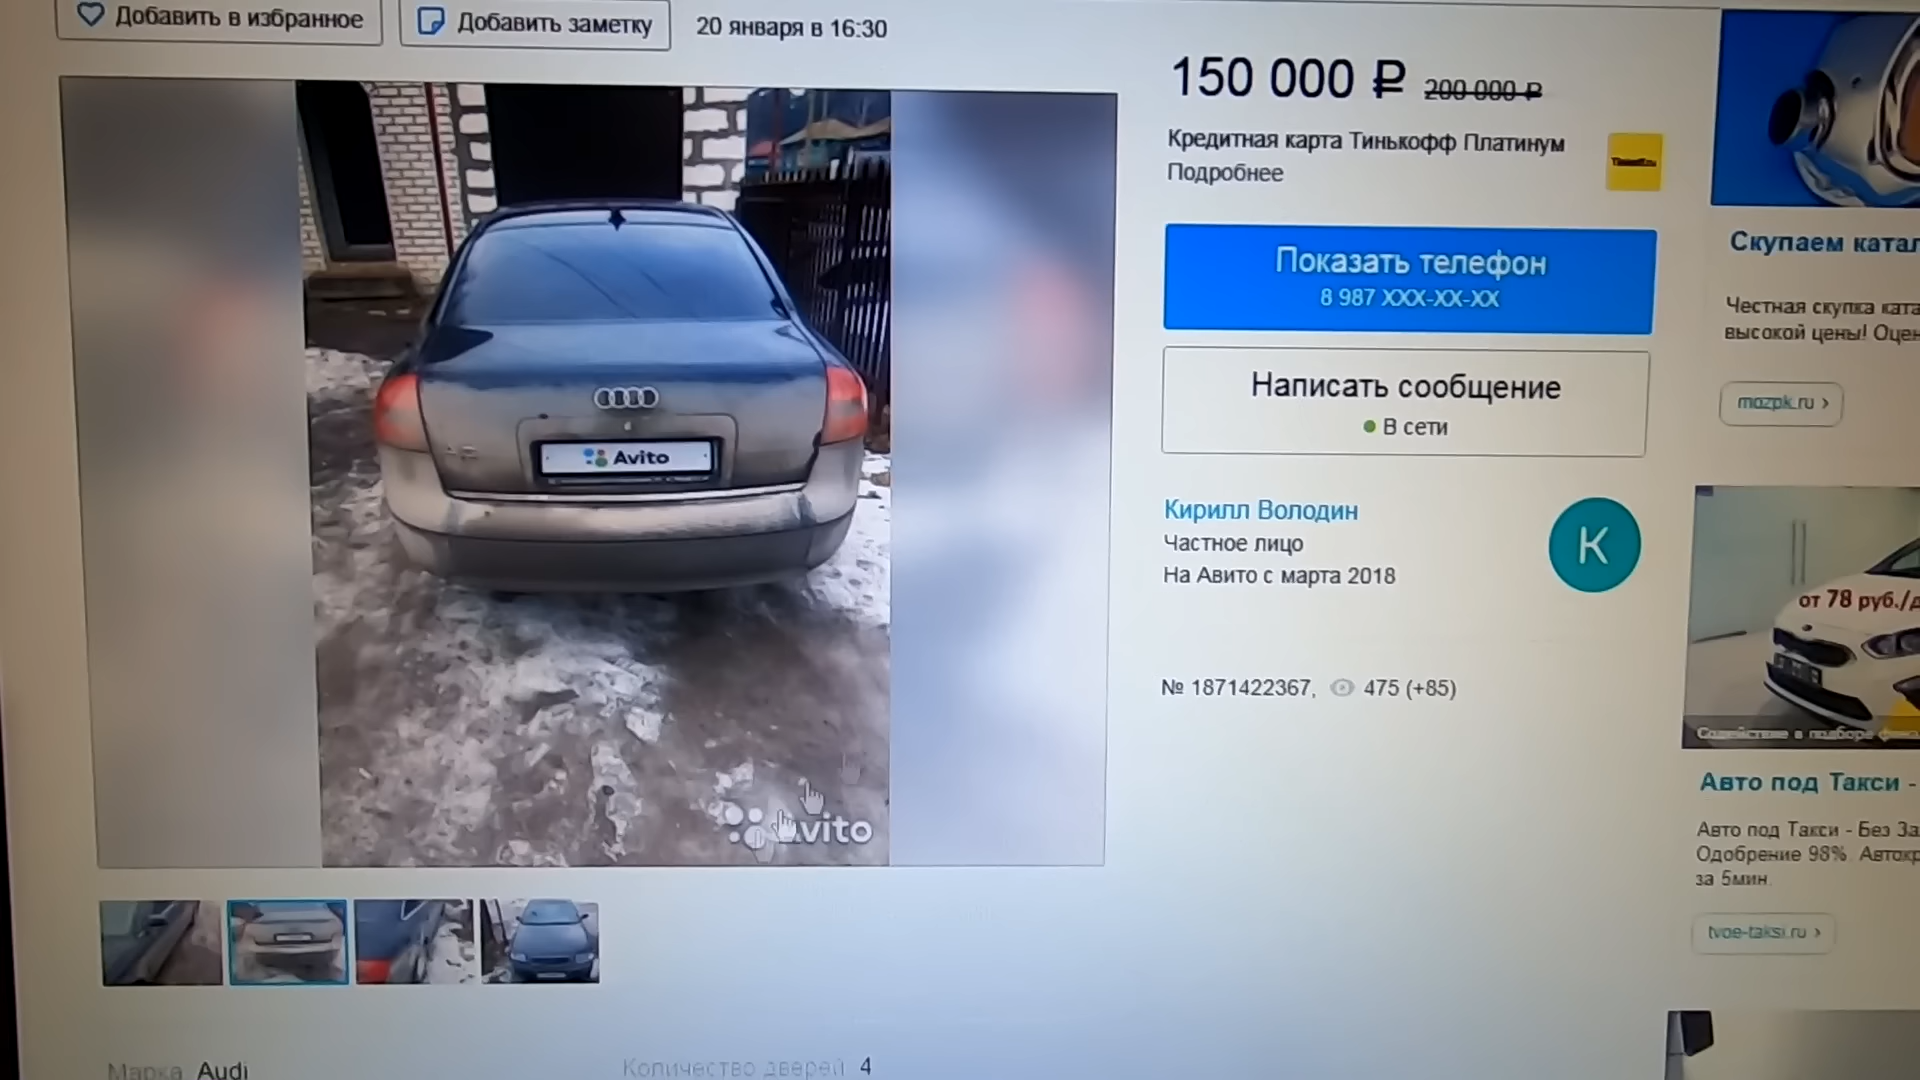 Добавить в избранное
Добавить заметку
20 января в 16:30
150 000 ₽ 200 000 ₽
Кредитная карта Тинькофф Платинум
Подробнее
Показать телефон
8 987 XXX-XX-XX
Написать сообщение
В сети
Кирилл Володин
Частное лицо
На Авито с марта 2018
К
№ 1871422367, 475 (+85)
Avito
Avito
Марка Audi
Количество дверей 4
Скупаем катал
Честная скупка ката
высокой цены! Оцен
mozpk.ru >
от 78 руб./д
Содействие в подборе
Авто под Такси -
Авто под Такси - Без За
Одобрение 98%. Автокр
за 5мин.
tvoe-taksi.ru >